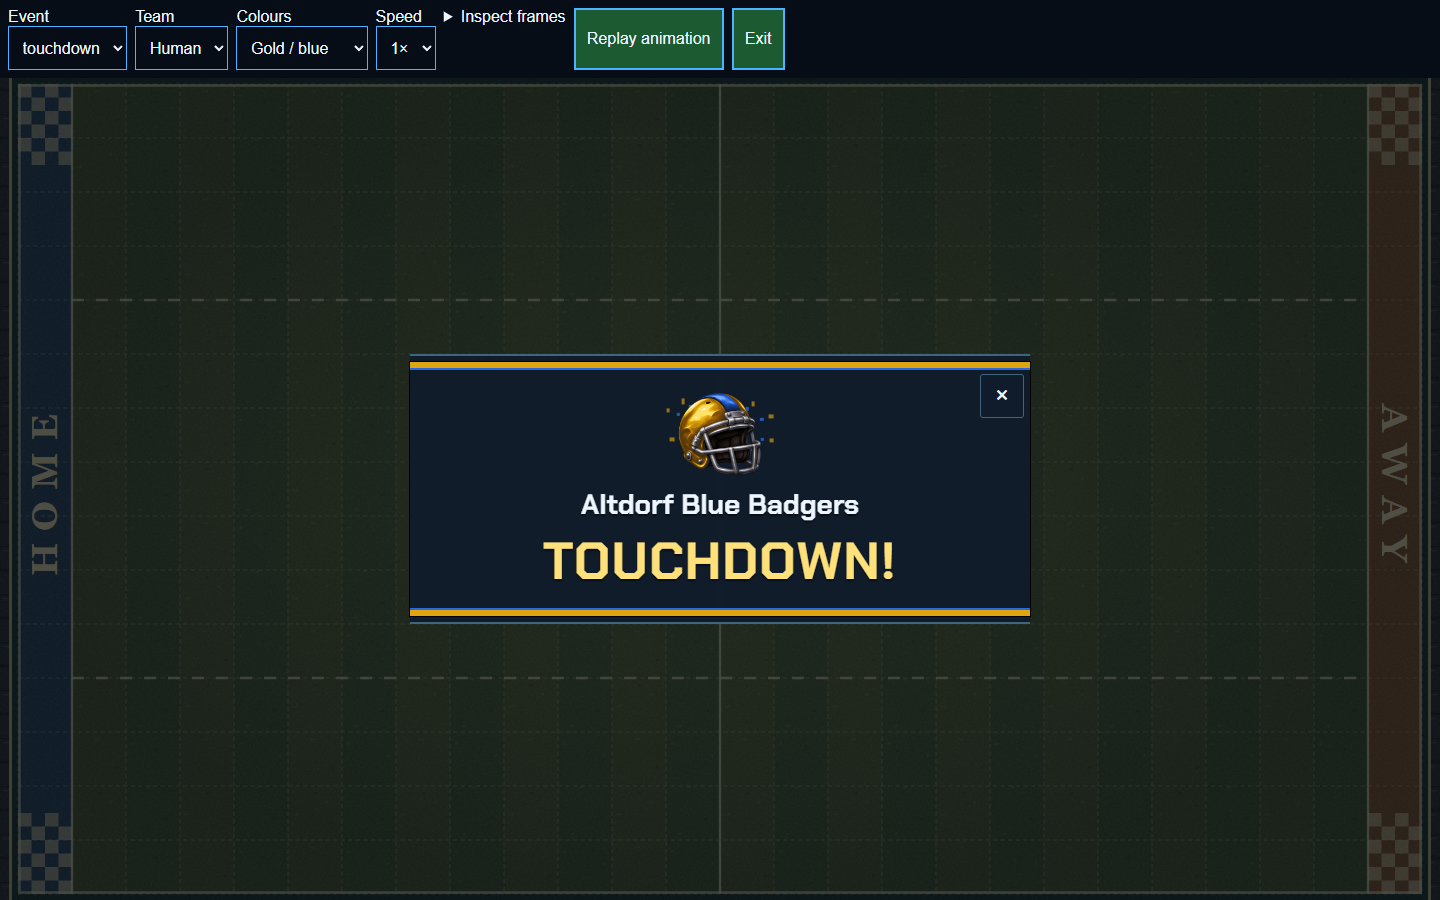 Event Team Colours Speed ▶ Inspect frames Replay animation Exit
touchdown Human Gold / blue 1×
HOME
AWAY
×
Altdorf Blue Badgers
TOUCHDOWN!